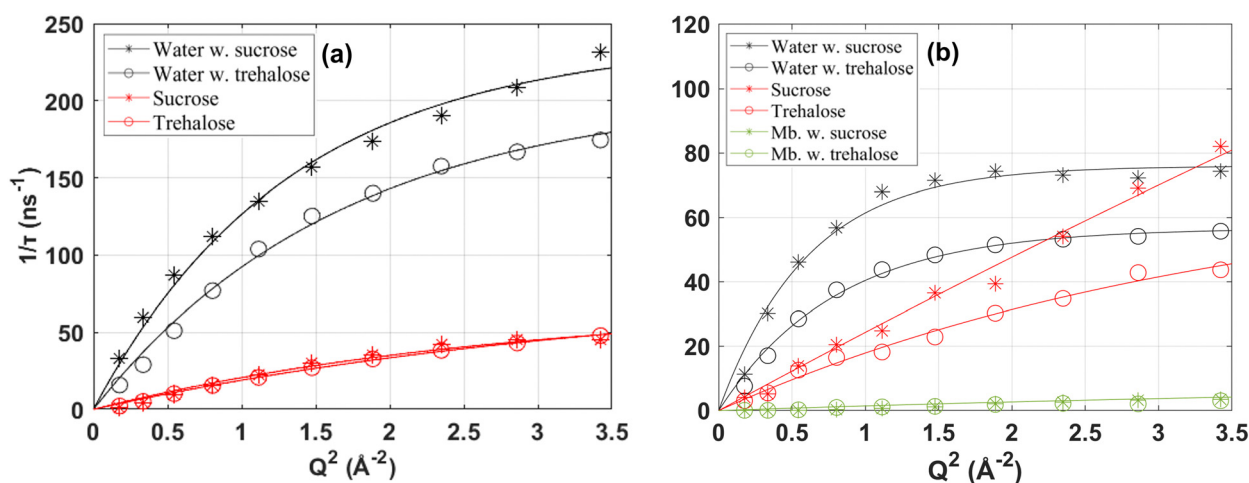 (a)
Water w. sucrose
Water w. trehalose
Sucrose
Trehalose
250
200
150
100
50
0
0 0.5 1 1.5 2 2.5 3 3.5
1/τ (ns⁻¹)
Q² (Å⁻²)
(b)
Water w. sucrose
Water w. trehalose
Sucrose
Trehalose
Mb. w. sucrose
Mb. w. trehalose
120
100
80
60
40
20
0
0 0.5 1 1.5 2 2.5 3 3.5
Q² (Å⁻²)